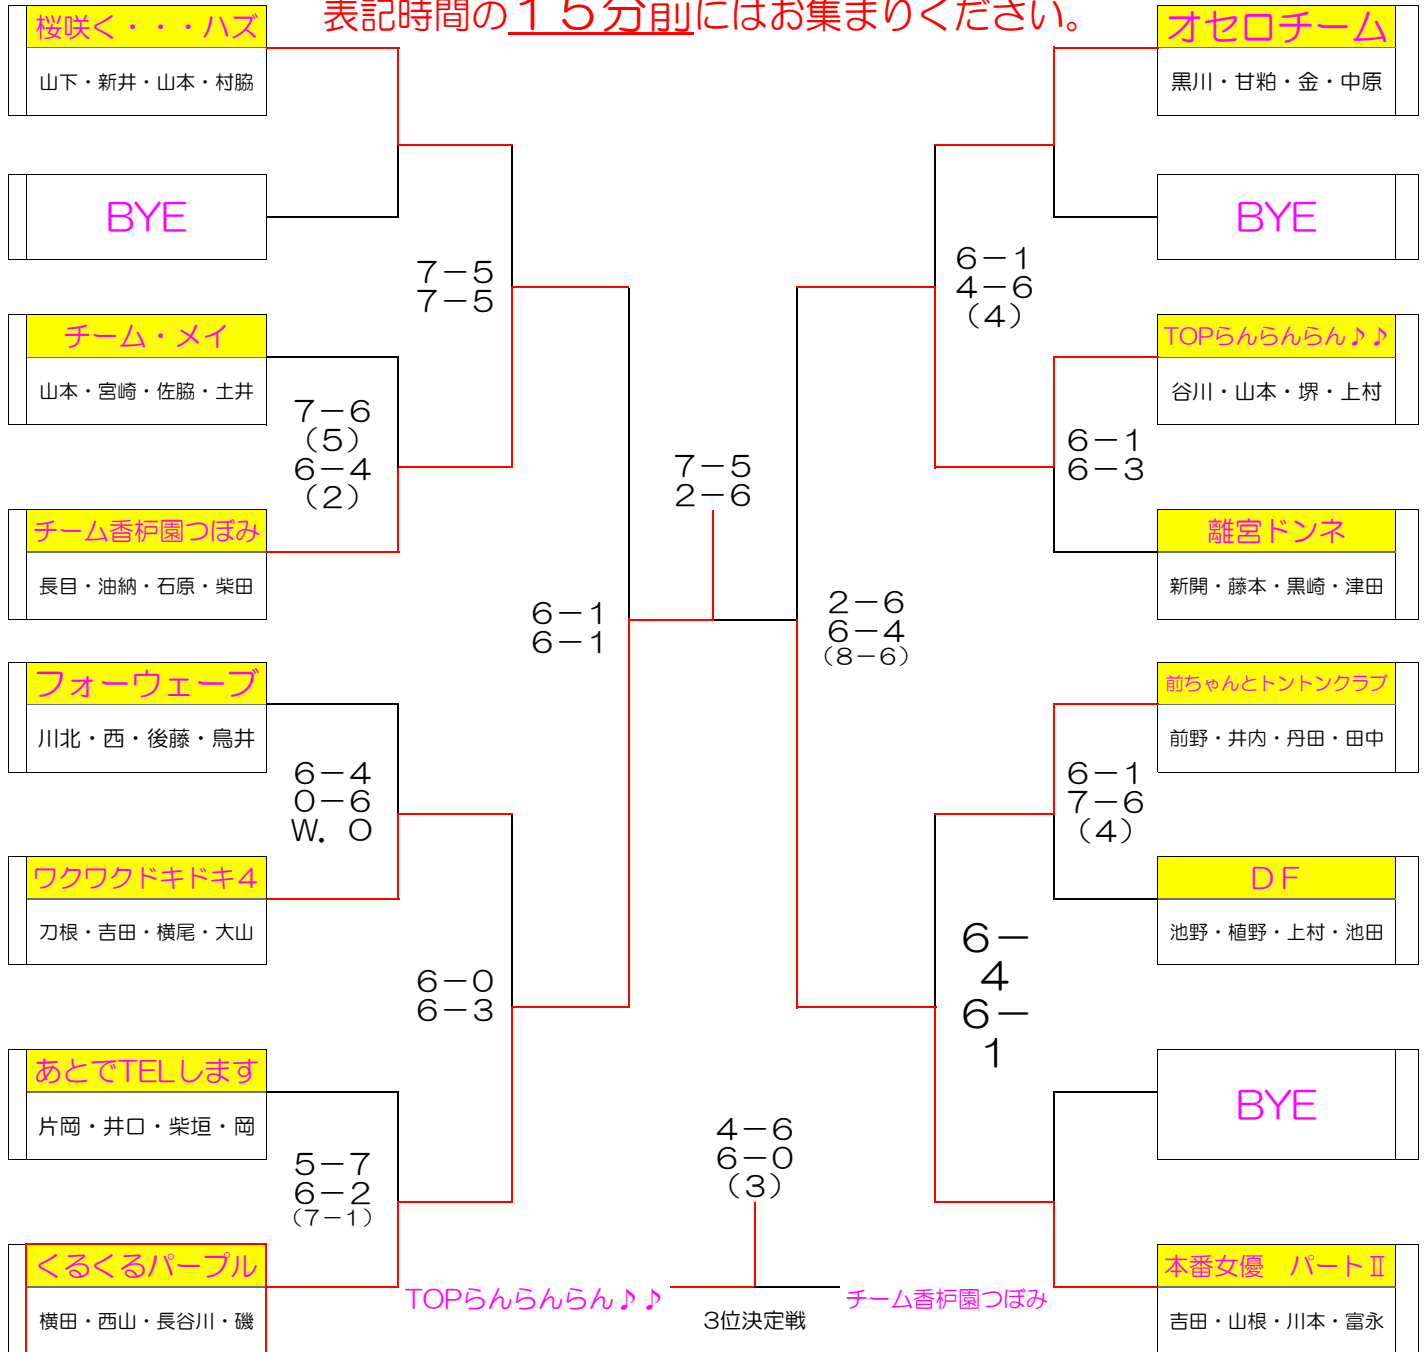 表記時間の１５分前にはお集まりください。
桜咲く・・・ハズ
山下・新井・山本・村脇
BYE
7－5
7－5
チーム・メイ
山本・宮崎・佐脇・土井
7－6
（5）
6－4
（2）
チーム香枦園つぼみ
長目・油納・石原・柴田
6－1
6－1
フォーウェーブ
川北・西・後藤・鳥井
6－4
0－6
W．O
ワクワクドキドキ4
刀根・吉田・横尾・大山
6－0
6－3
あとでTELします
片岡・井口・柴垣・岡
5－7
6－2
（7－1）
くるくるパープル
横田・西山・長谷川・磯
7－5
2－6
オセロチーム
黒川・甘粕・金・中原
BYE
6－1
4－6
（4）
TOPらんらんらん♪♪
谷川・山本・堺・上村
6－1
6－3
離宮ドンネ
新開・藤本・黒崎・津田
2－6
6－4
（8－6）
前ちゃんとトントンクラブ
前野・井内・丹田・田中
6－1
7－6
（4）
ＤＦ
池野・植野・上村・池田
6－
4
6－
1
BYE
本番女優　パートⅡ
吉田・山根・川本・富永
4－6
6－0
（3）
TOPらんらんらん♪♪
チーム香枦園つぼみ
3位決定戦